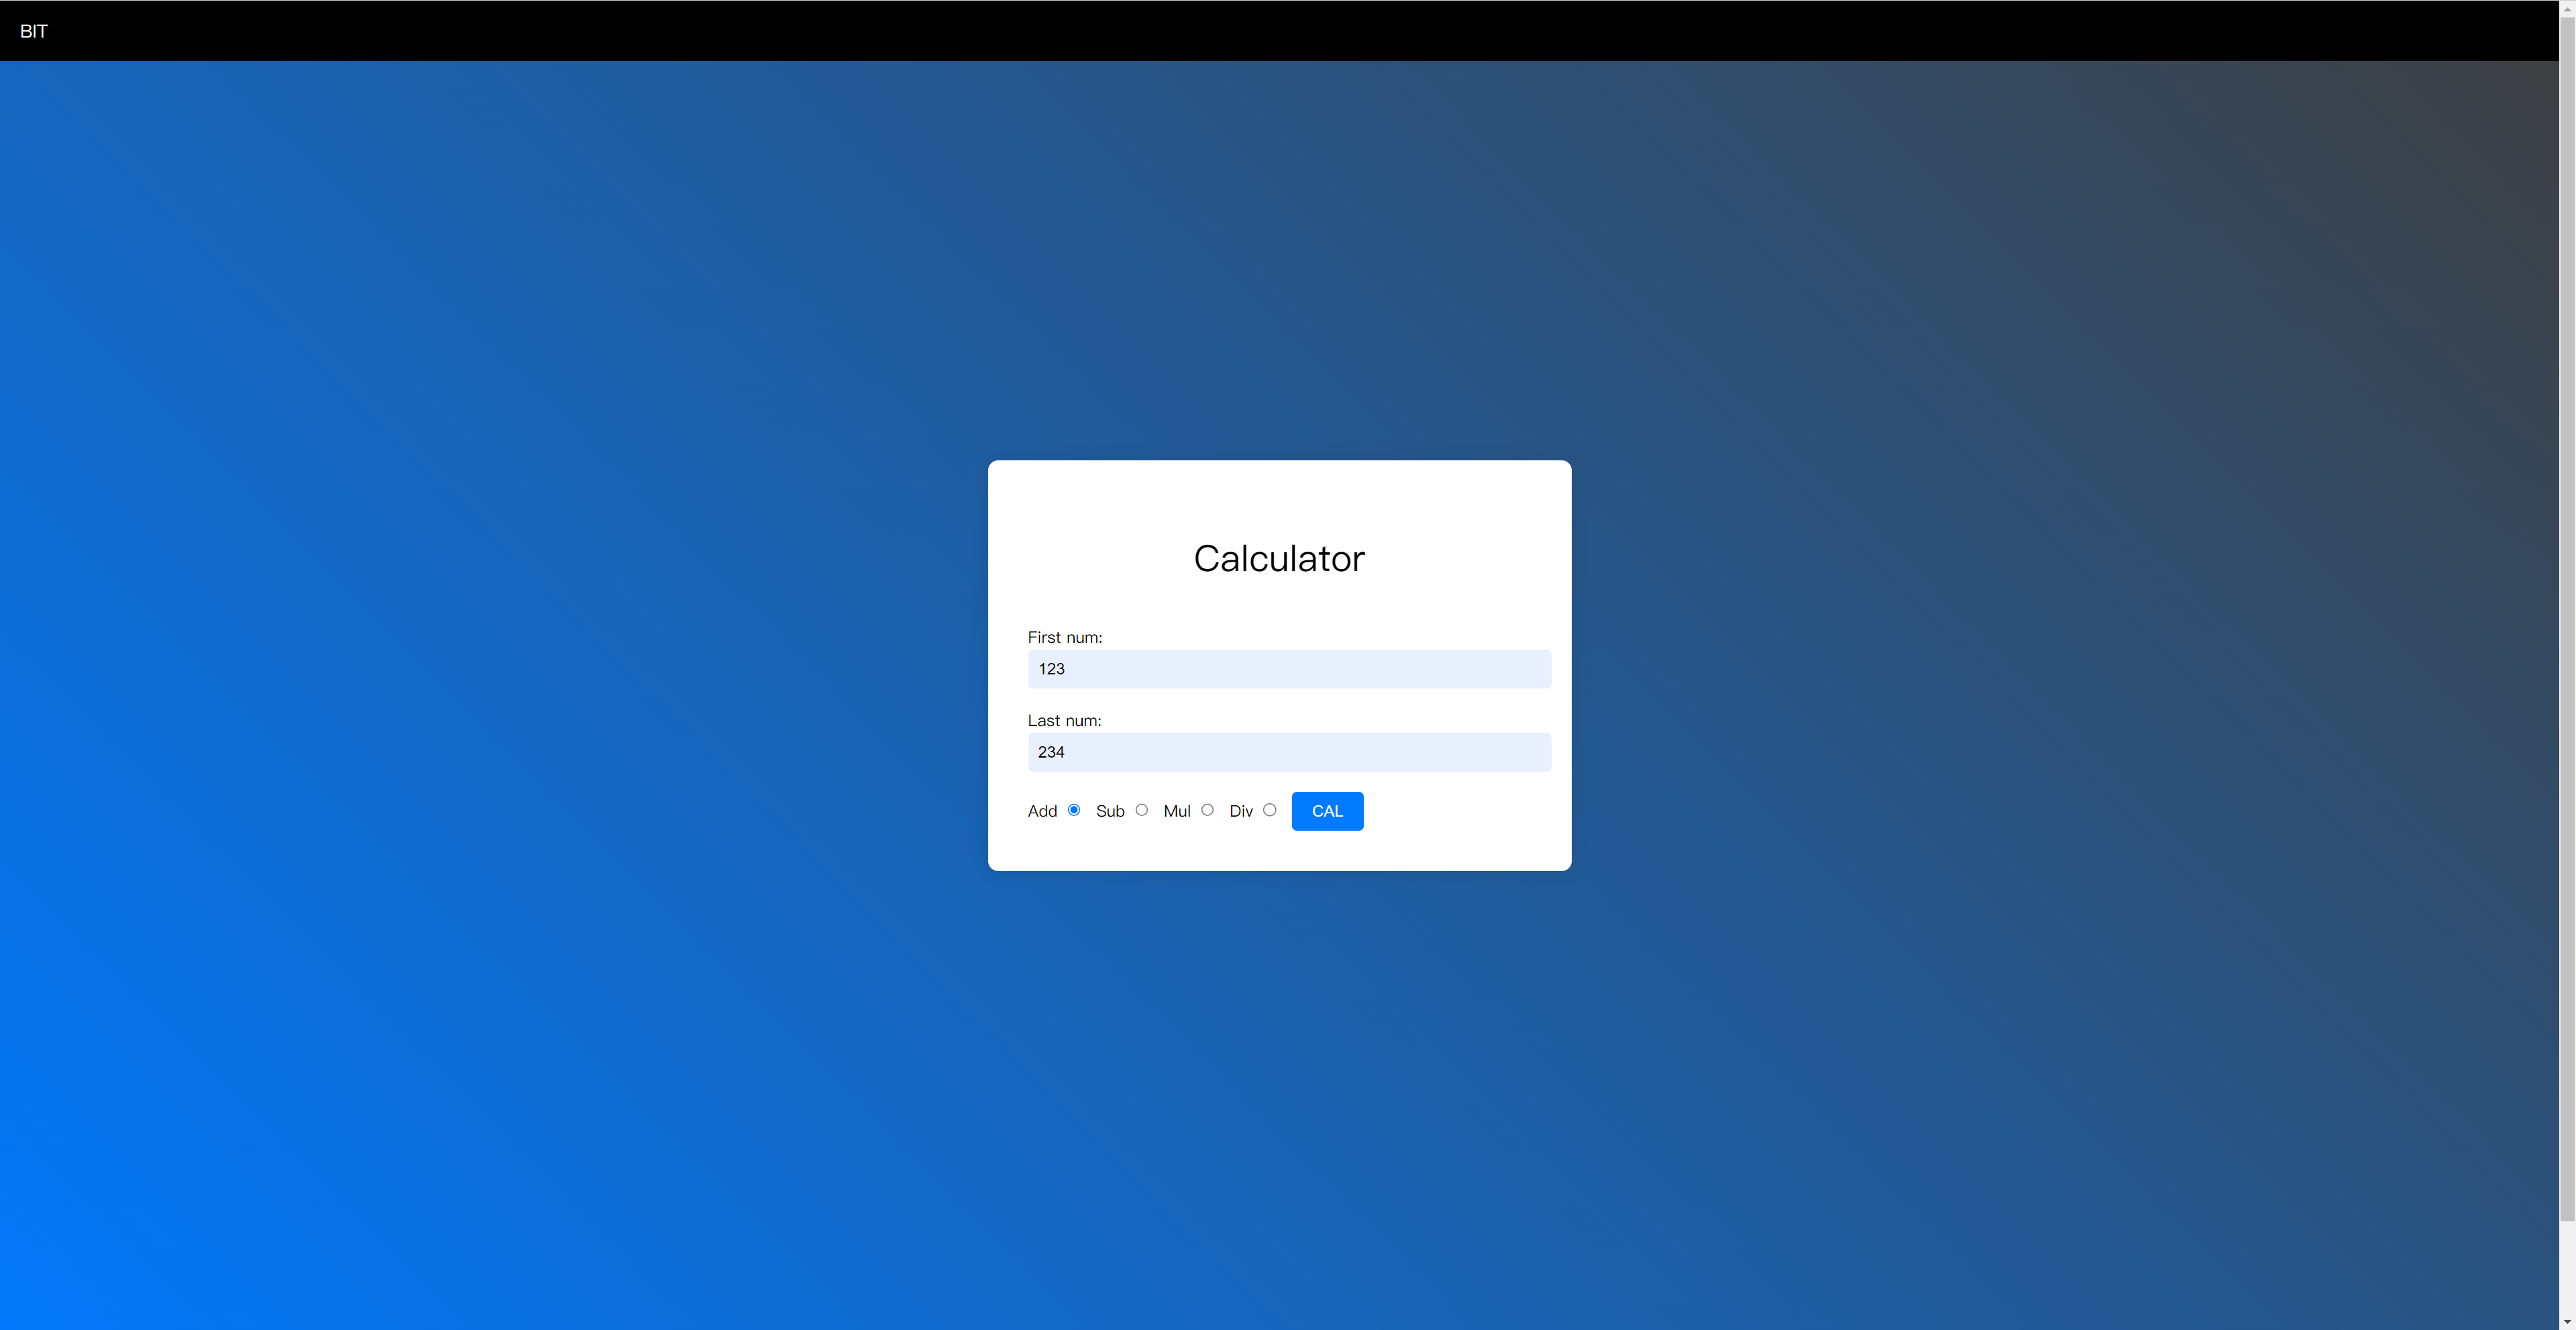 BIT
Calculator
First num:
123
Last num:
234
Add Sub Mul Div CAL